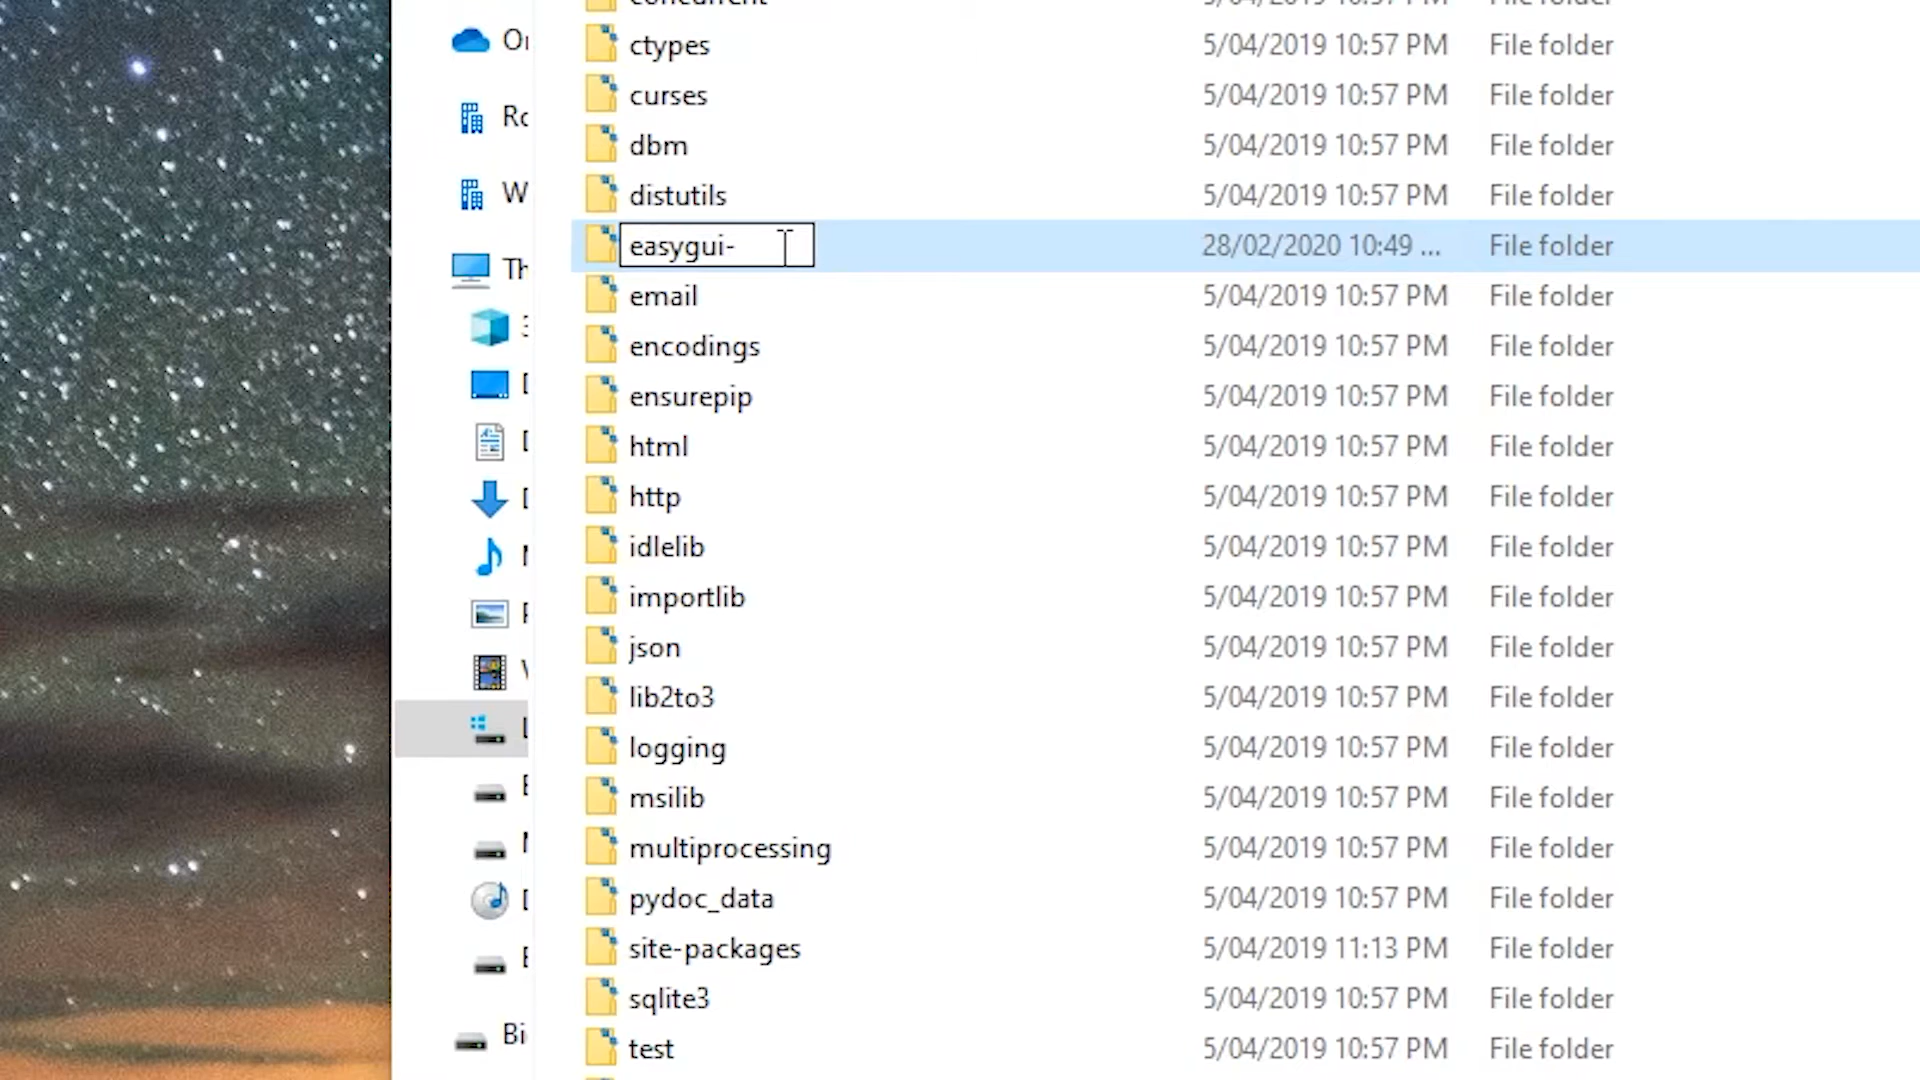 ctypes 5/04/2019 10:57 PM File folder
curses 5/04/2019 10:57 PM File folder
dbm 5/04/2019 10:57 PM File folder
distutils 5/04/2019 10:57 PM File folder
easygui- 28/02/2020 10:49 ... File folder
email 5/04/2019 10:57 PM File folder
encodings 5/04/2019 10:57 PM File folder
ensurepip 5/04/2019 10:57 PM File folder
html 5/04/2019 10:57 PM File folder
http 5/04/2019 10:57 PM File folder
idlelib 5/04/2019 10:57 PM File folder
importlib 5/04/2019 10:57 PM File folder
json 5/04/2019 10:57 PM File folder
lib2to3 5/04/2019 10:57 PM File folder
logging 5/04/2019 10:57 PM File folder
msilib 5/04/2019 10:57 PM File folder
multiprocessing 5/04/2019 10:57 PM File folder
pydoc_data 5/04/2019 10:57 PM File folder
site-packages 5/04/2019 11:13 PM File folder
sqlite3 5/04/2019 10:57 PM File folder
test 5/04/2019 10:57 PM File folder